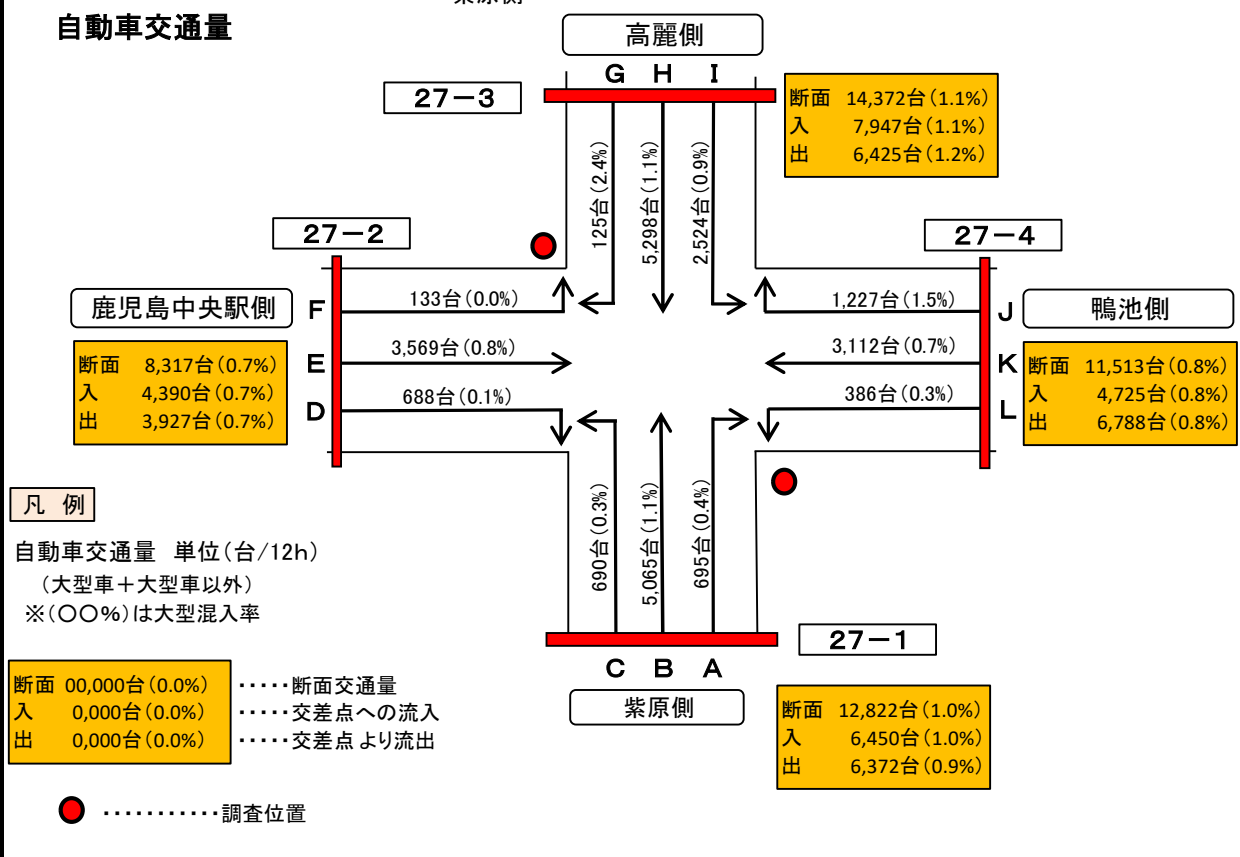 自動車交通量
高麗側
G H I
27－3
断面 14,372台(1.1%)
入 7,947台(1.1%)
出 6,425台(1.2%)
125台(2.4%)
5,298台(1.1%)
2,524台(0.9%)
27－2
27－4
鹿児島中央駅側
F
133台(0.0%)
1,227台(1.5%)
J
鴨池側
E
3,569台(0.8%)
3,112台(0.7%)
K
断面 8,317台(0.7%)
入 4,390台(0.7%)
出 3,927台(0.7%)
断面 11,513台(0.8%)
入 4,725台(0.8%)
出 6,788台(0.8%)
D
688台(0.1%)
386台(0.3%)
L
凡 例
自動車交通量 単位(台/12h)
(大型車＋大型車以外)
※(○○%)は大型混入率
690台(0.3%)
5,065台(1.1%)
695台(0.4%)
27－1
C B A
紫原側
断面 12,822台(1.0%)
入 6,450台(1.0%)
出 6,372台(0.9%)
断面 00,000台(0.0%) ・・・・・断面交通量
入 0,000台(0.0%) ・・・・・交差点への流入
出 0,000台(0.0%) ・・・・・交差点より流出
・・・・・・・・・・・調査位置